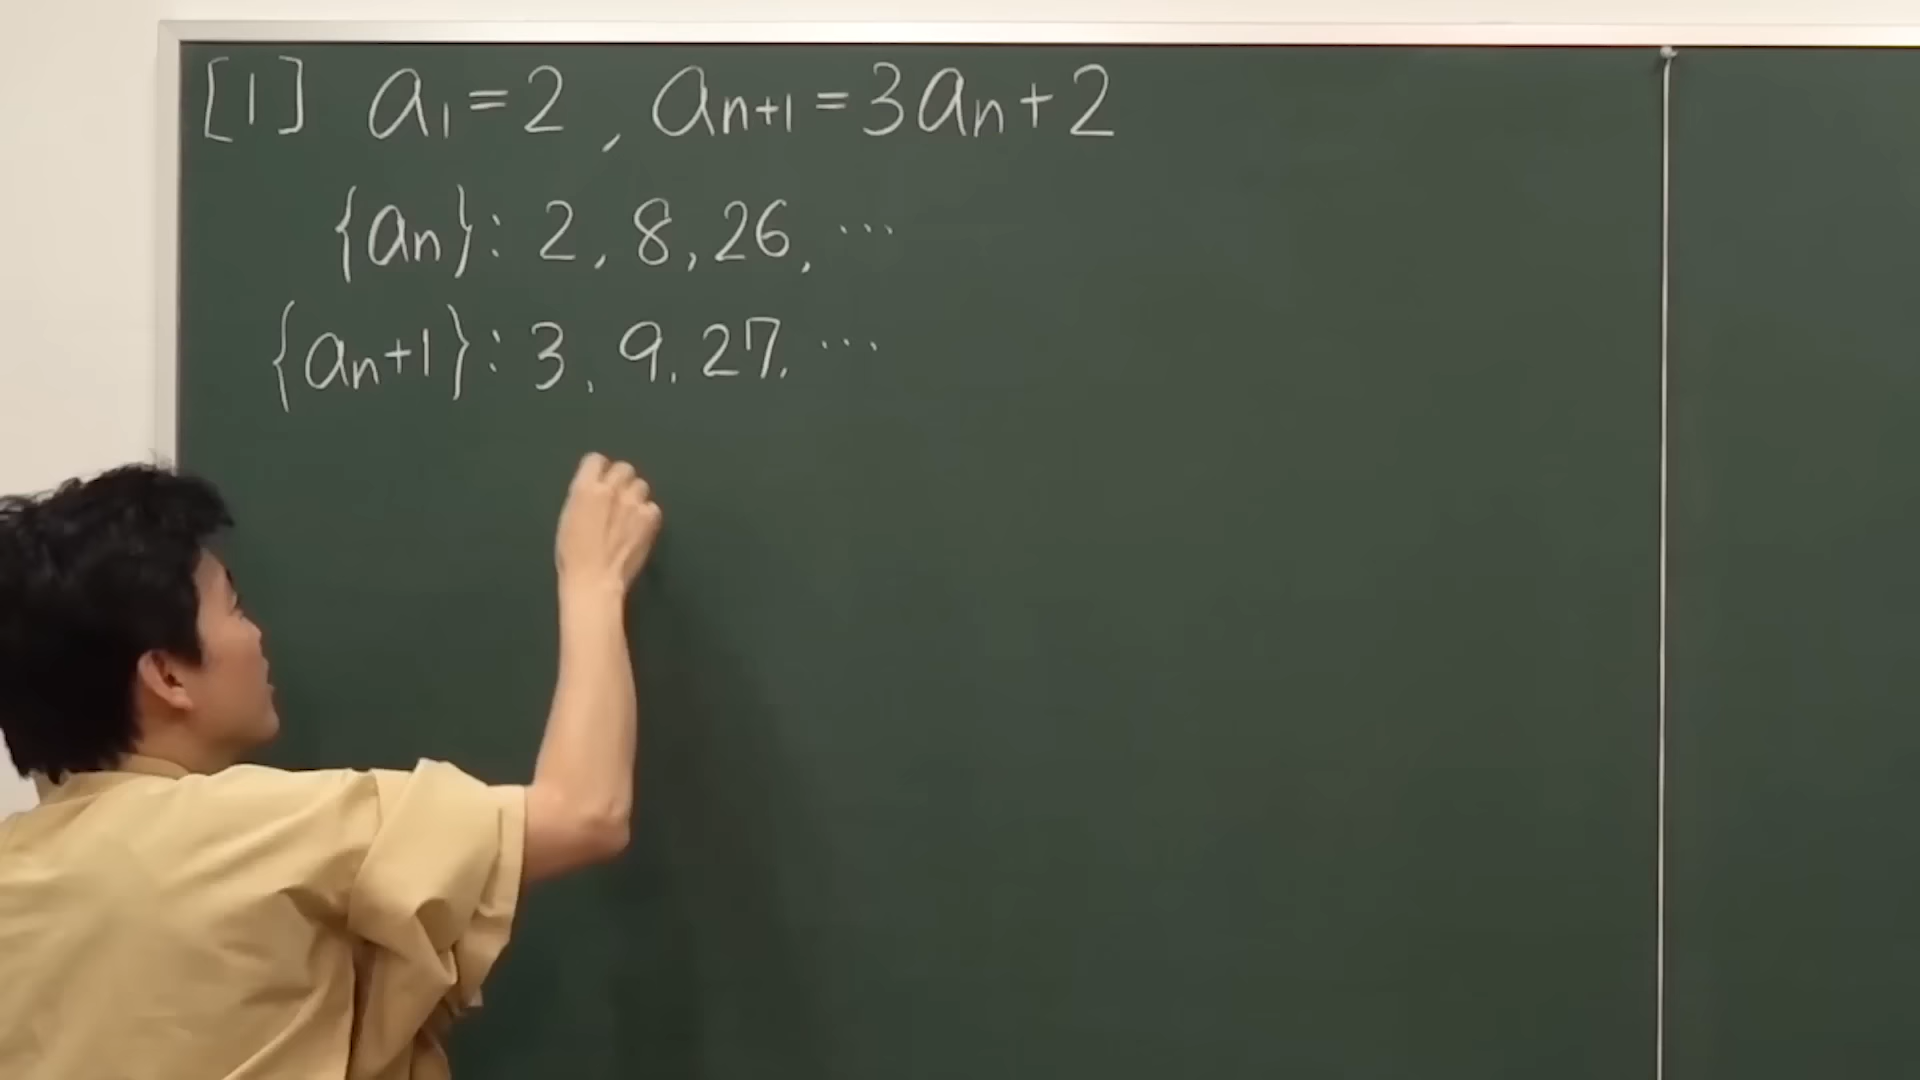 [1] a₁=2, aₙ₊₁=3aₙ+2
{aₙ}: 2, 8, 26, …
{aₙ+1}: 3, 9, 27, …